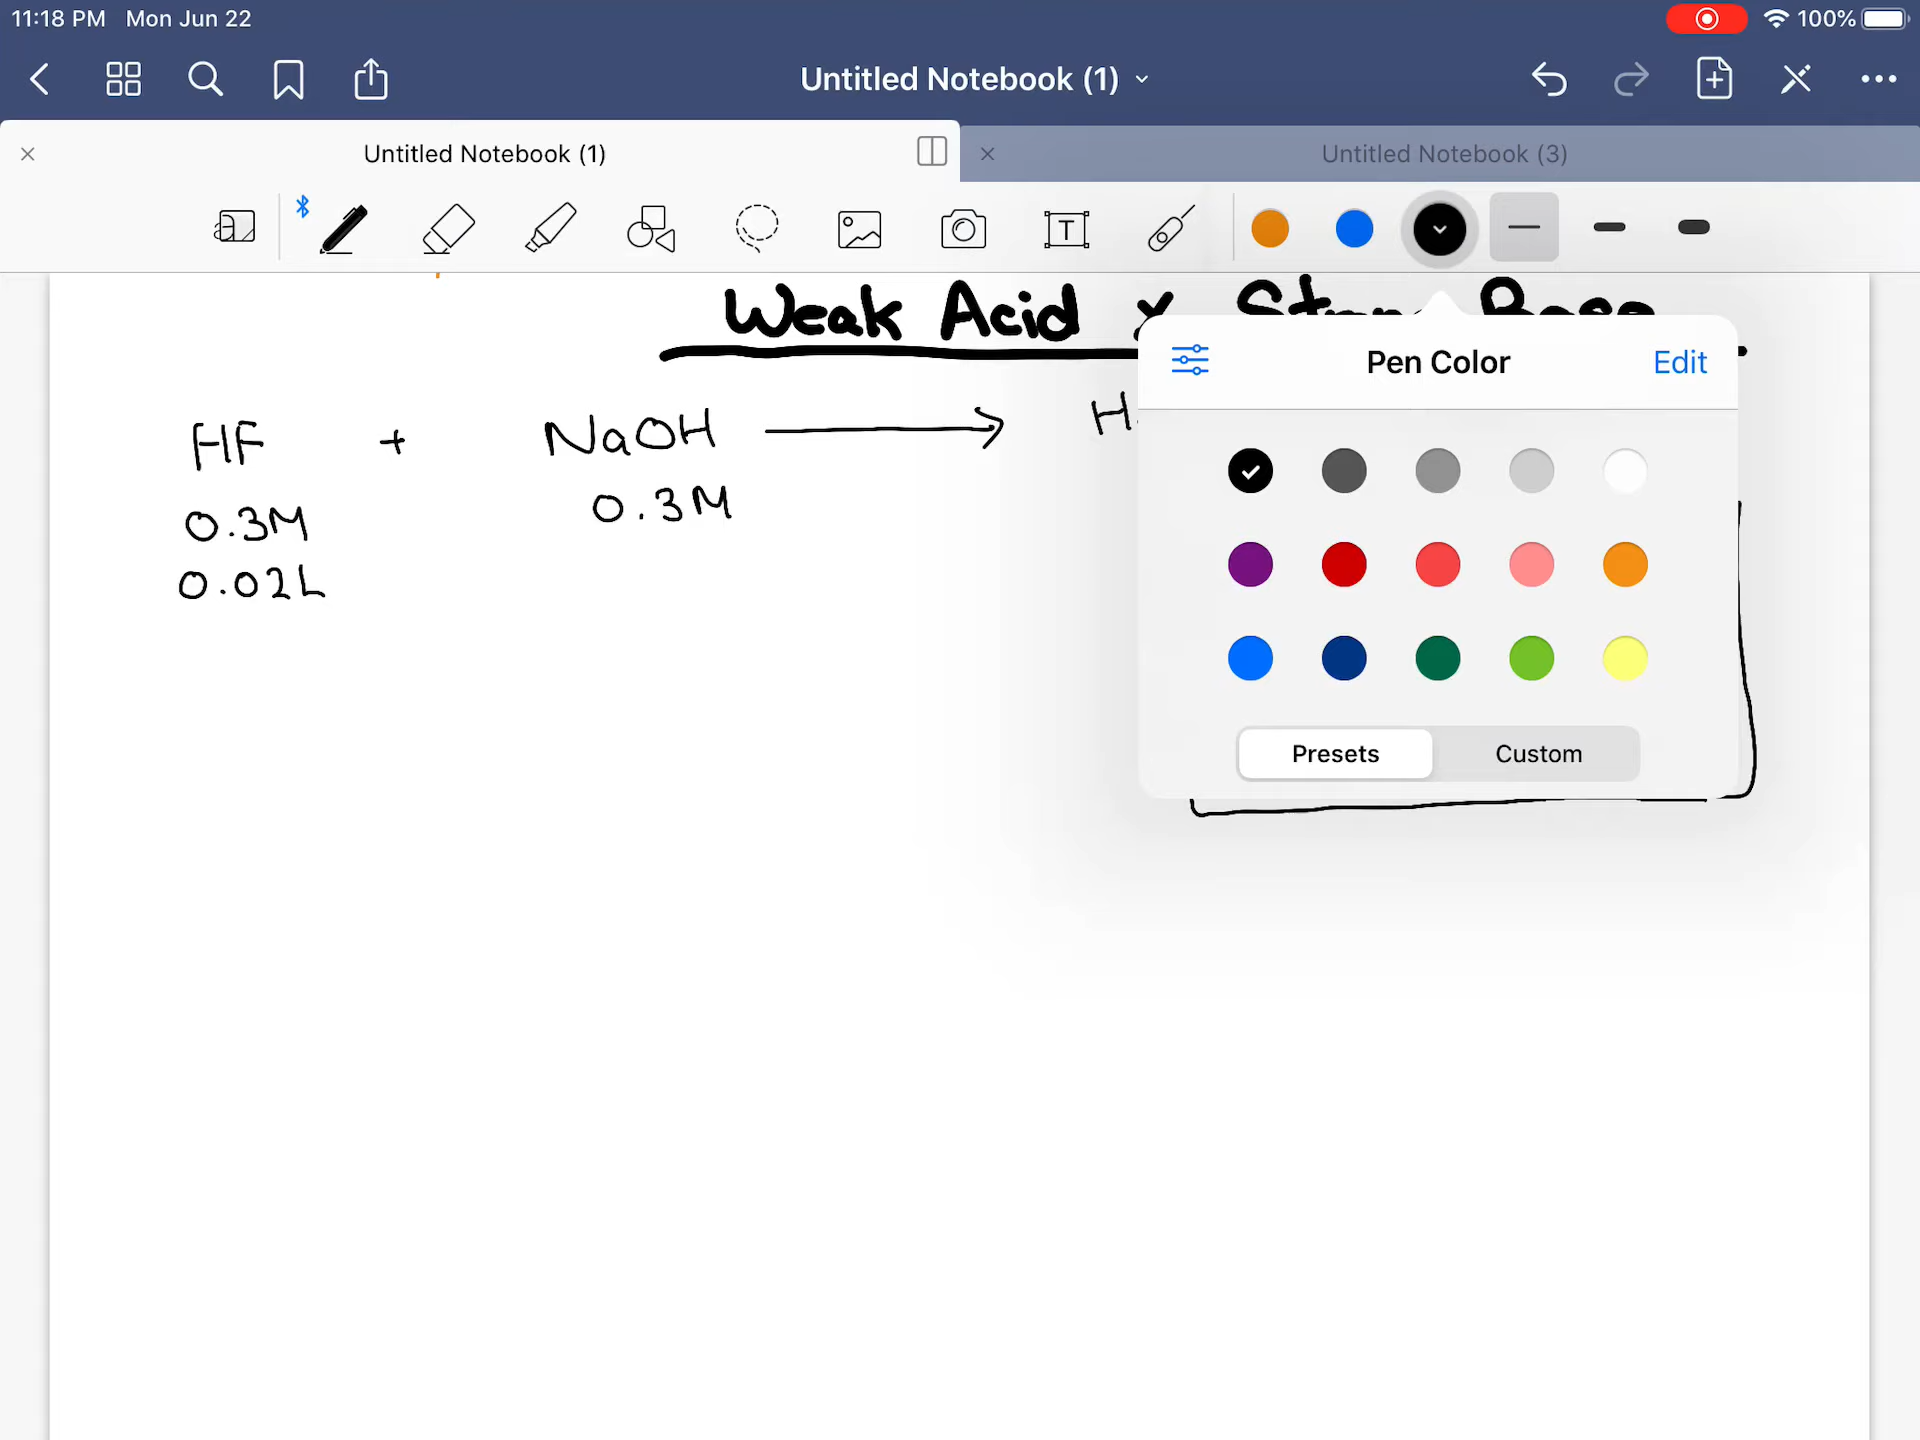 11:18 PM Mon Jun 22 100%
Untitled Notebook (1)
Untitled Notebook (1) Untitled Notebook (3)
Weak Acid
Pen Color Edit
HF + NaOH → H
0.3M 0.3M
0.02L
Presets Custom